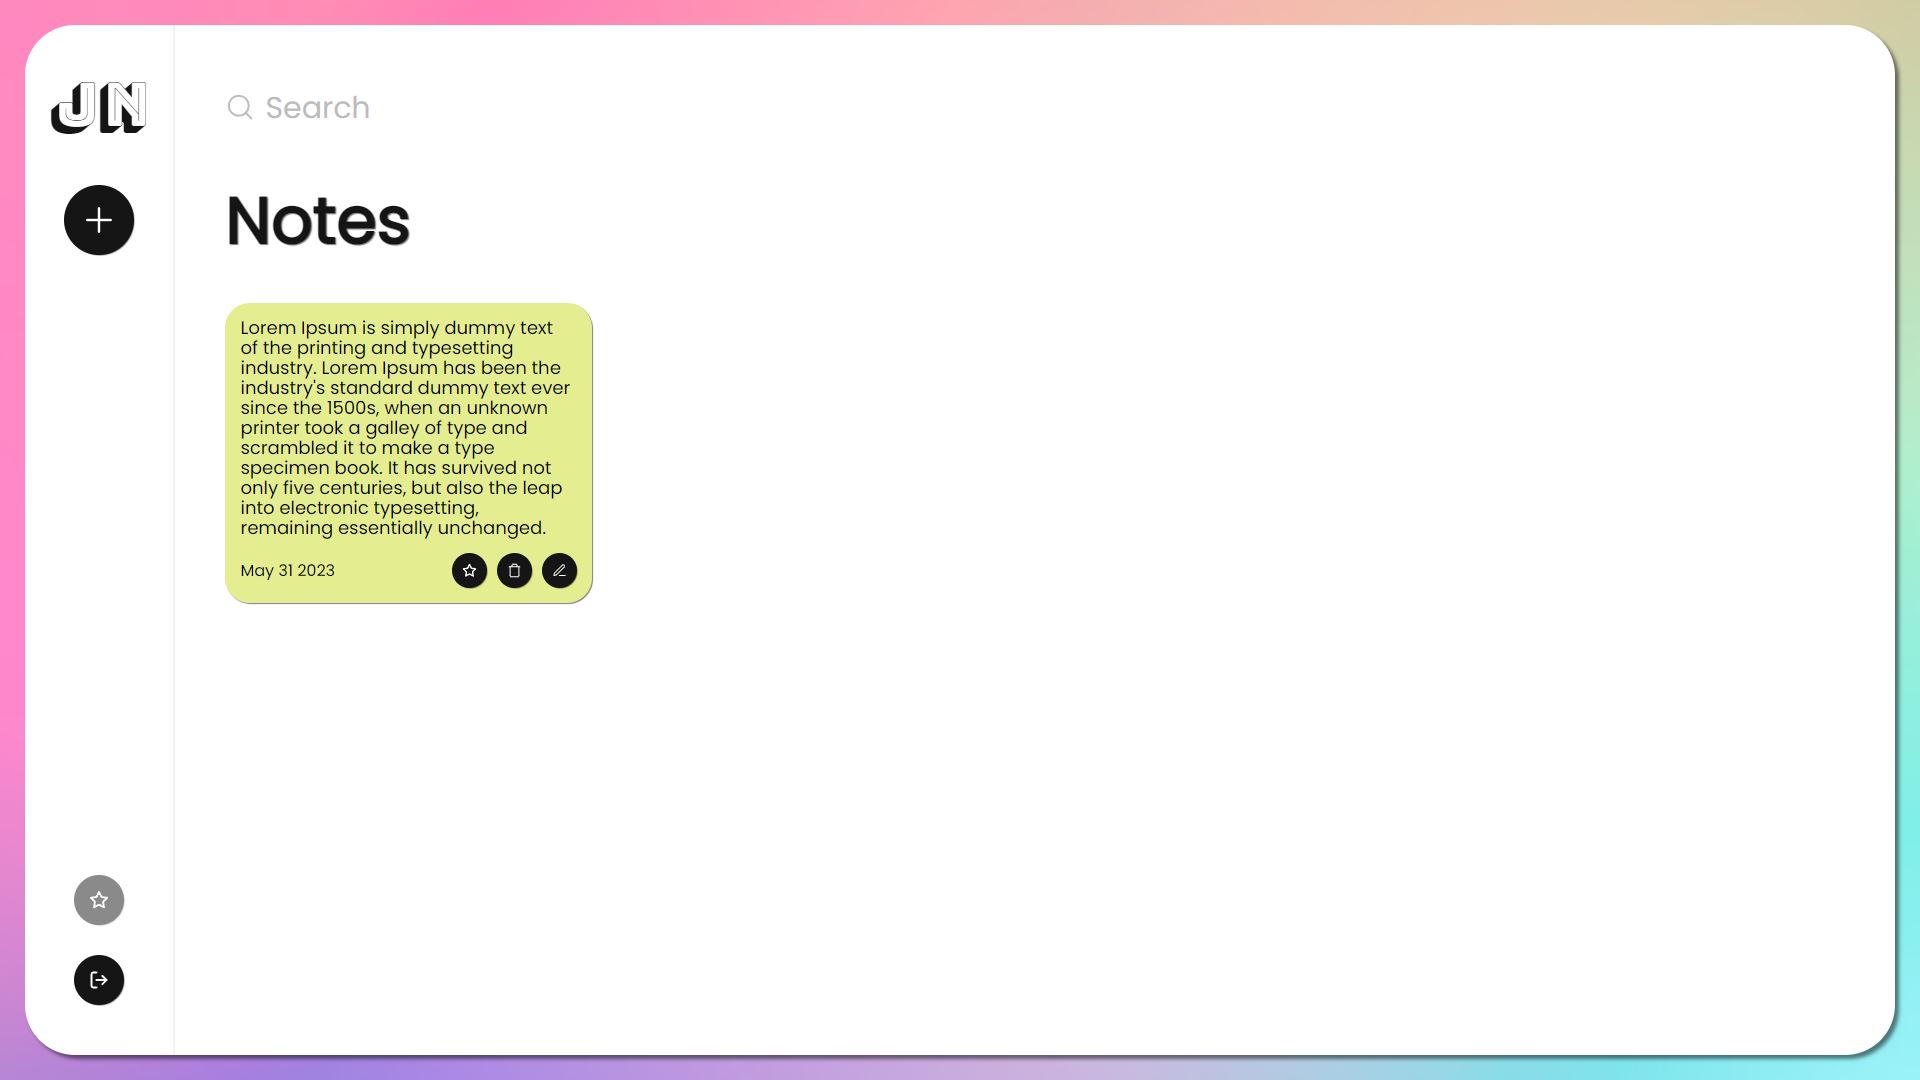 JN
Search
Notes
Lorem Ipsum is simply dummy text
of the printing and typesetting
industry. Lorem Ipsum has been the
industry's standard dummy text ever
since the 1500s, when an unknown
printer took a galley of type and
scrambled it to make a type
specimen book. It has survived not
only five centuries, but also the leap
into electronic typesetting,
remaining essentially unchanged.
May 31 2023